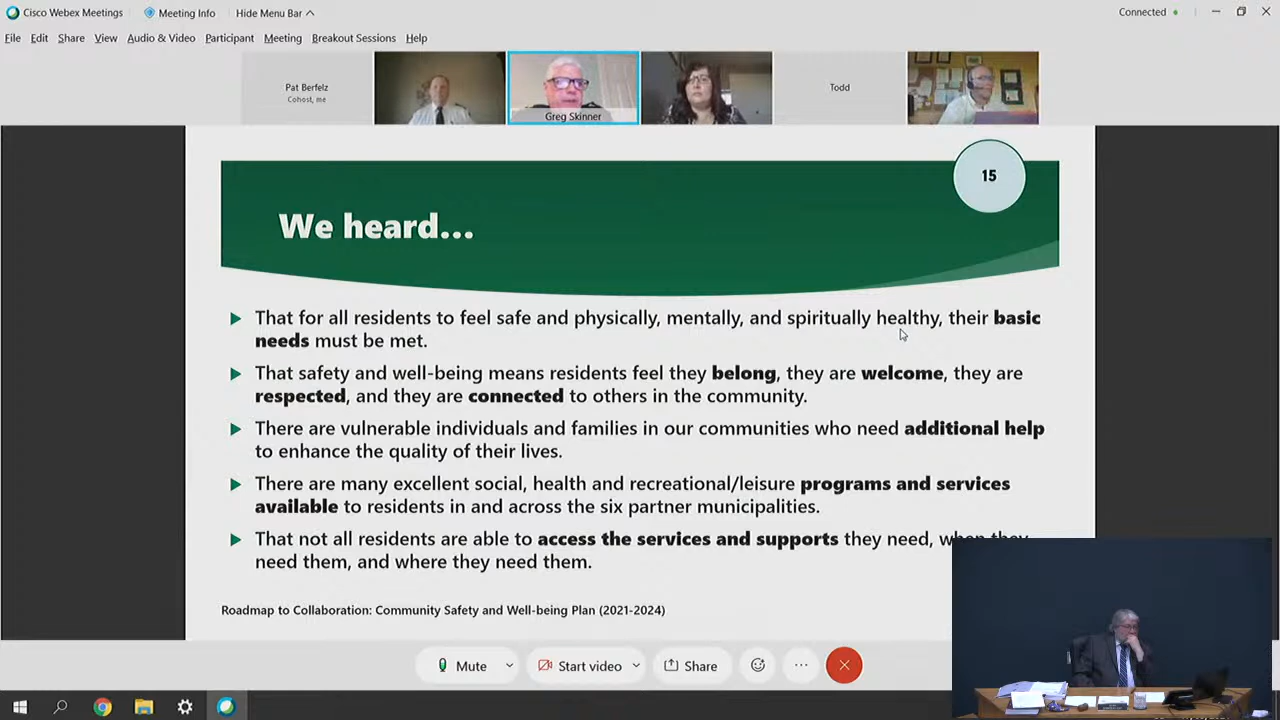 Cisco Webex Meetings
Meeting Info
Hide Menu Bar
Connected
File Edit Share View Audio & Video Participant Meeting Breakout Sessions Help
Pat Berfelz
Cohost, me
Greg Skinner
Todd
15
We heard...
That for all residents to feel safe and physically, mentally, and spiritually healthy, their basic
needs must be met.
That safety and well-being means residents feel they belong, they are welcome, they are
respected, and they are connected to others in the community.
There are vulnerable individuals and families in our communities who need additional help
to enhance the quality of their lives.
There are many excellent social, health and recreational/leisure programs and services
available to residents in and across the six partner municipalities.
That not all residents are able to access the services and supports they need, when they
need them, and where they need them.
Roadmap to Collaboration: Community Safety and Well-being Plan (2021-2024)
Mute
Start video
Share